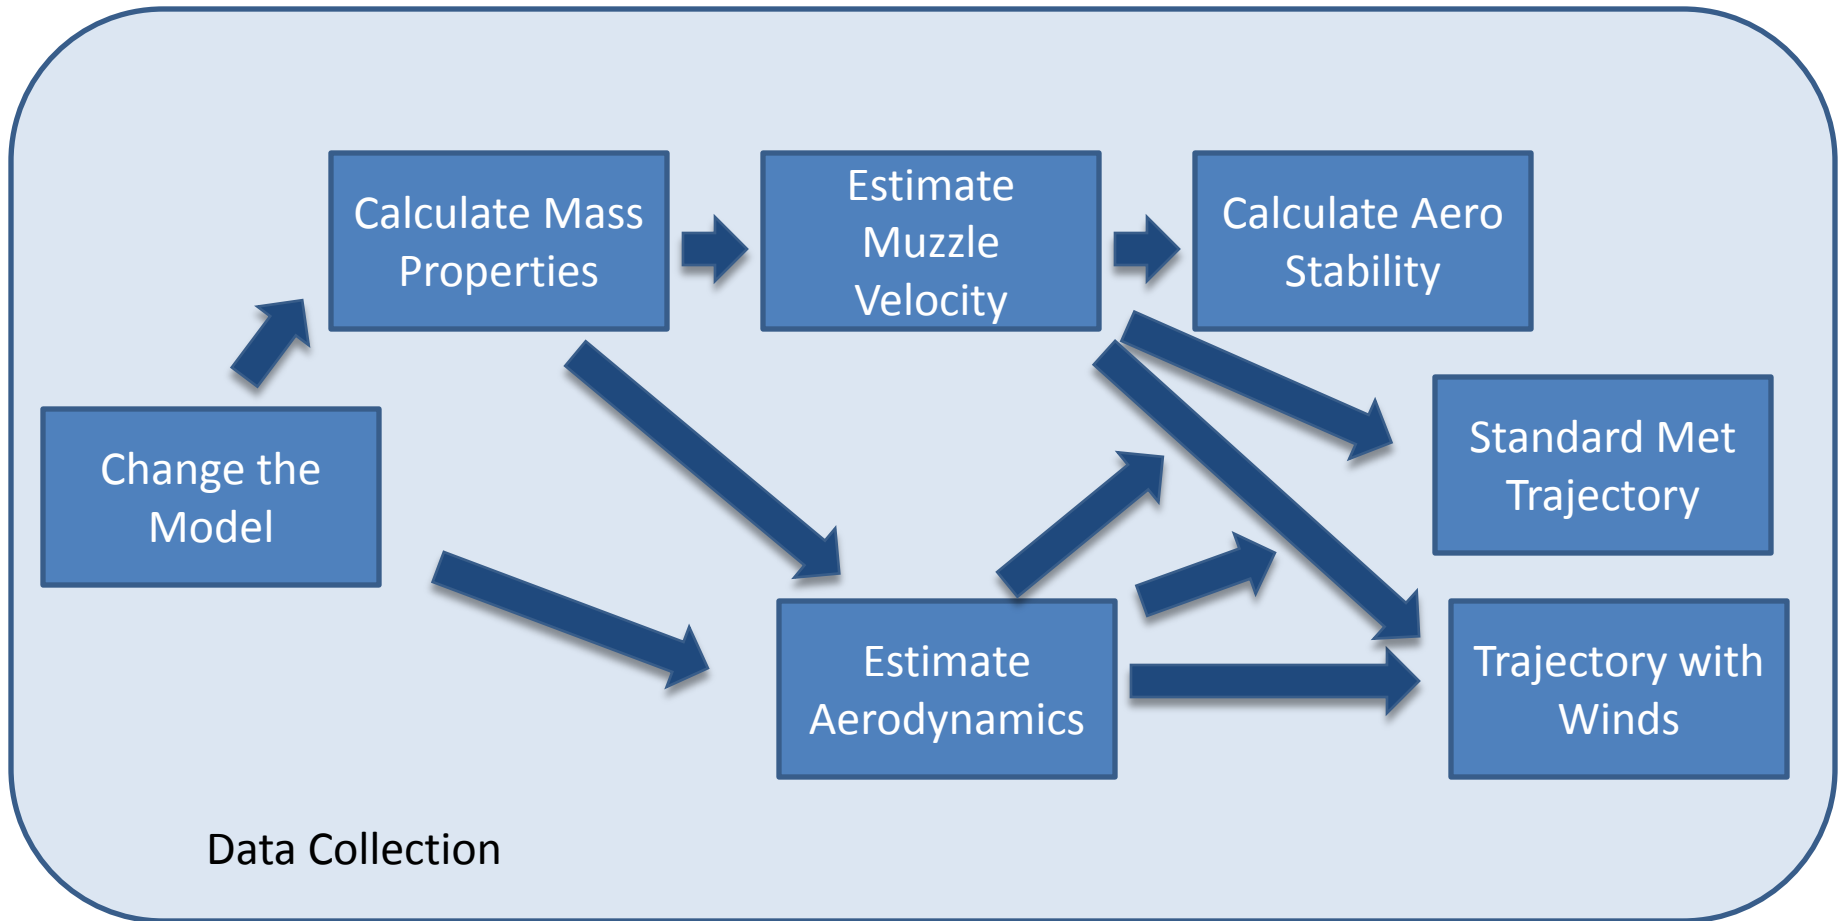 Calculate Mass
Properties
Estimate
Muzzle
Velocity
Calculate Aero
Stability
Change the
Model
Standard Met
Trajectory
Estimate
Aerodynamics
Trajectory with
Winds
Data Collection